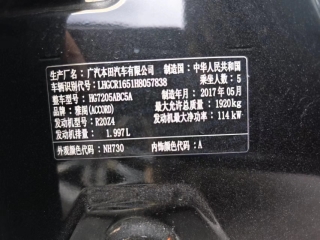 生产厂名：广汽本田汽车有限公司 制造国：中华人民共和国
车辆识别代号：LHGCR1651H8057838 乘坐人数：5
整车型号：HG7205ABC5A 制造年月：2017年05月
品牌：雅阁(ACCORD) 最大允许总质量：1920kg
发动机型号：R20Z4 发动机最大净功率：114kW
发动机排量：1.997L
外观颜色代码：NH730 内饰颜色代码：A